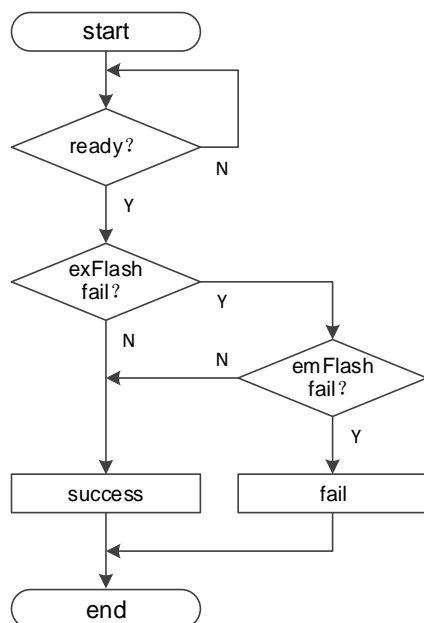 start
ready？
N
Y
exFlash
fail？
Y
N
N
emFlash
fail？
Y
success
fail
end